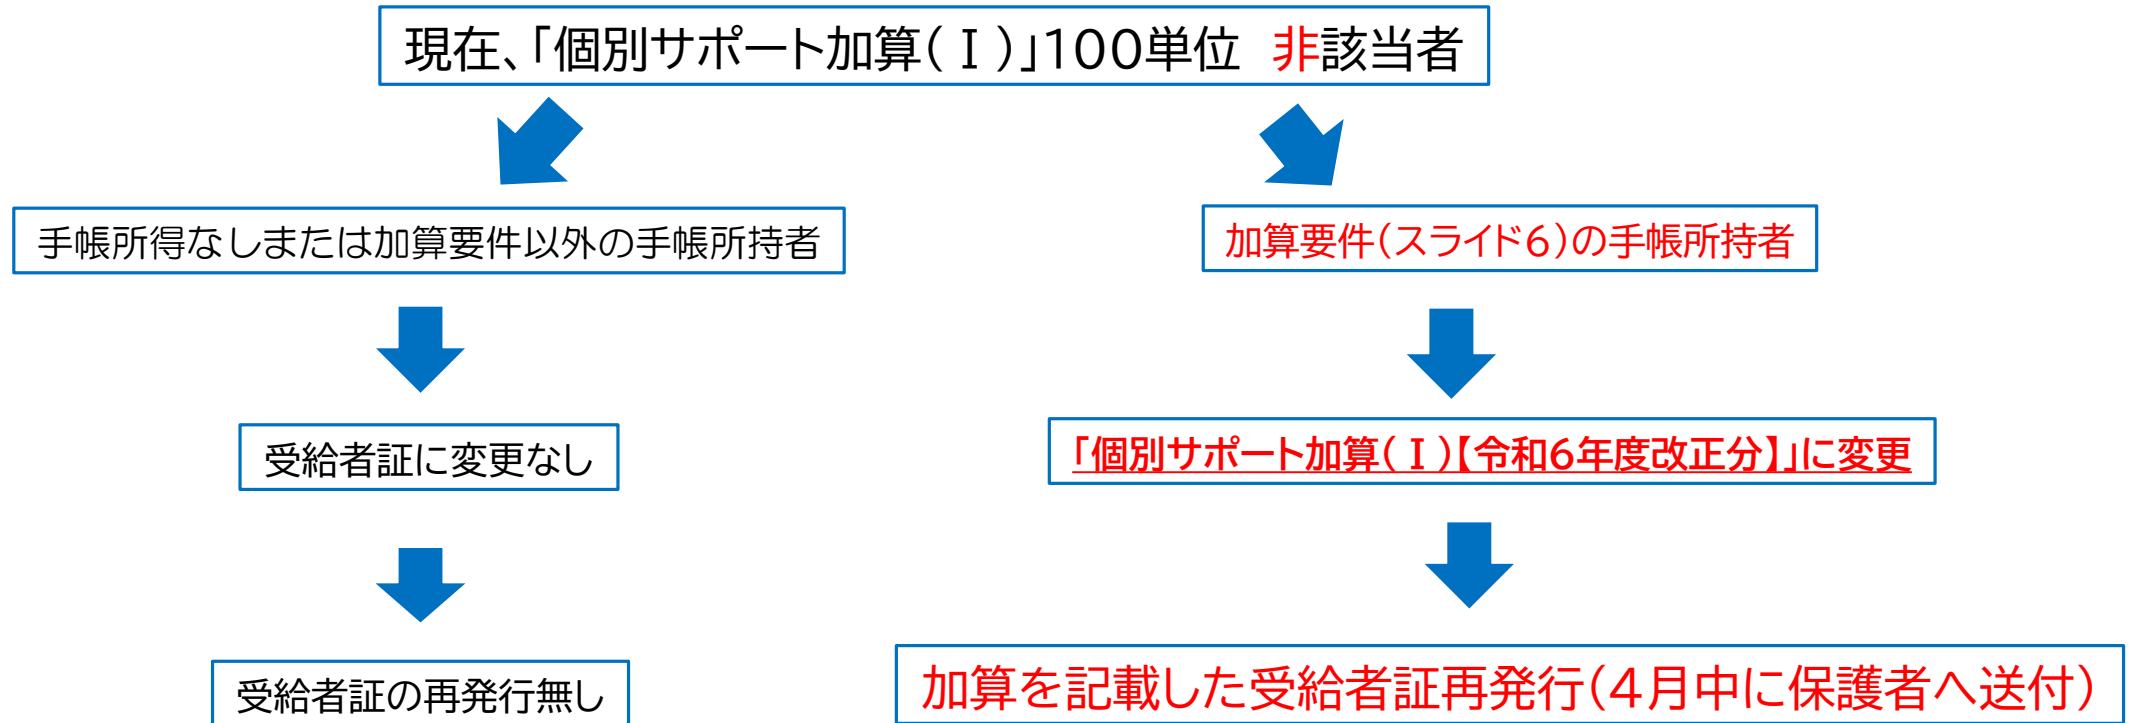 現在、「個別サポート加算(Ⅰ)」100単位　非該当者
手帳所得なしまたは加算要件以外の手帳所持者
加算要件(スライド6)の手帳所持者
受給者証に変更なし
「個別サポート加算(Ⅰ)【令和6年度改正分】」に変更
受給者証の再発行無し
加算を記載した受給者証再発行(4月中に保護者へ送付)